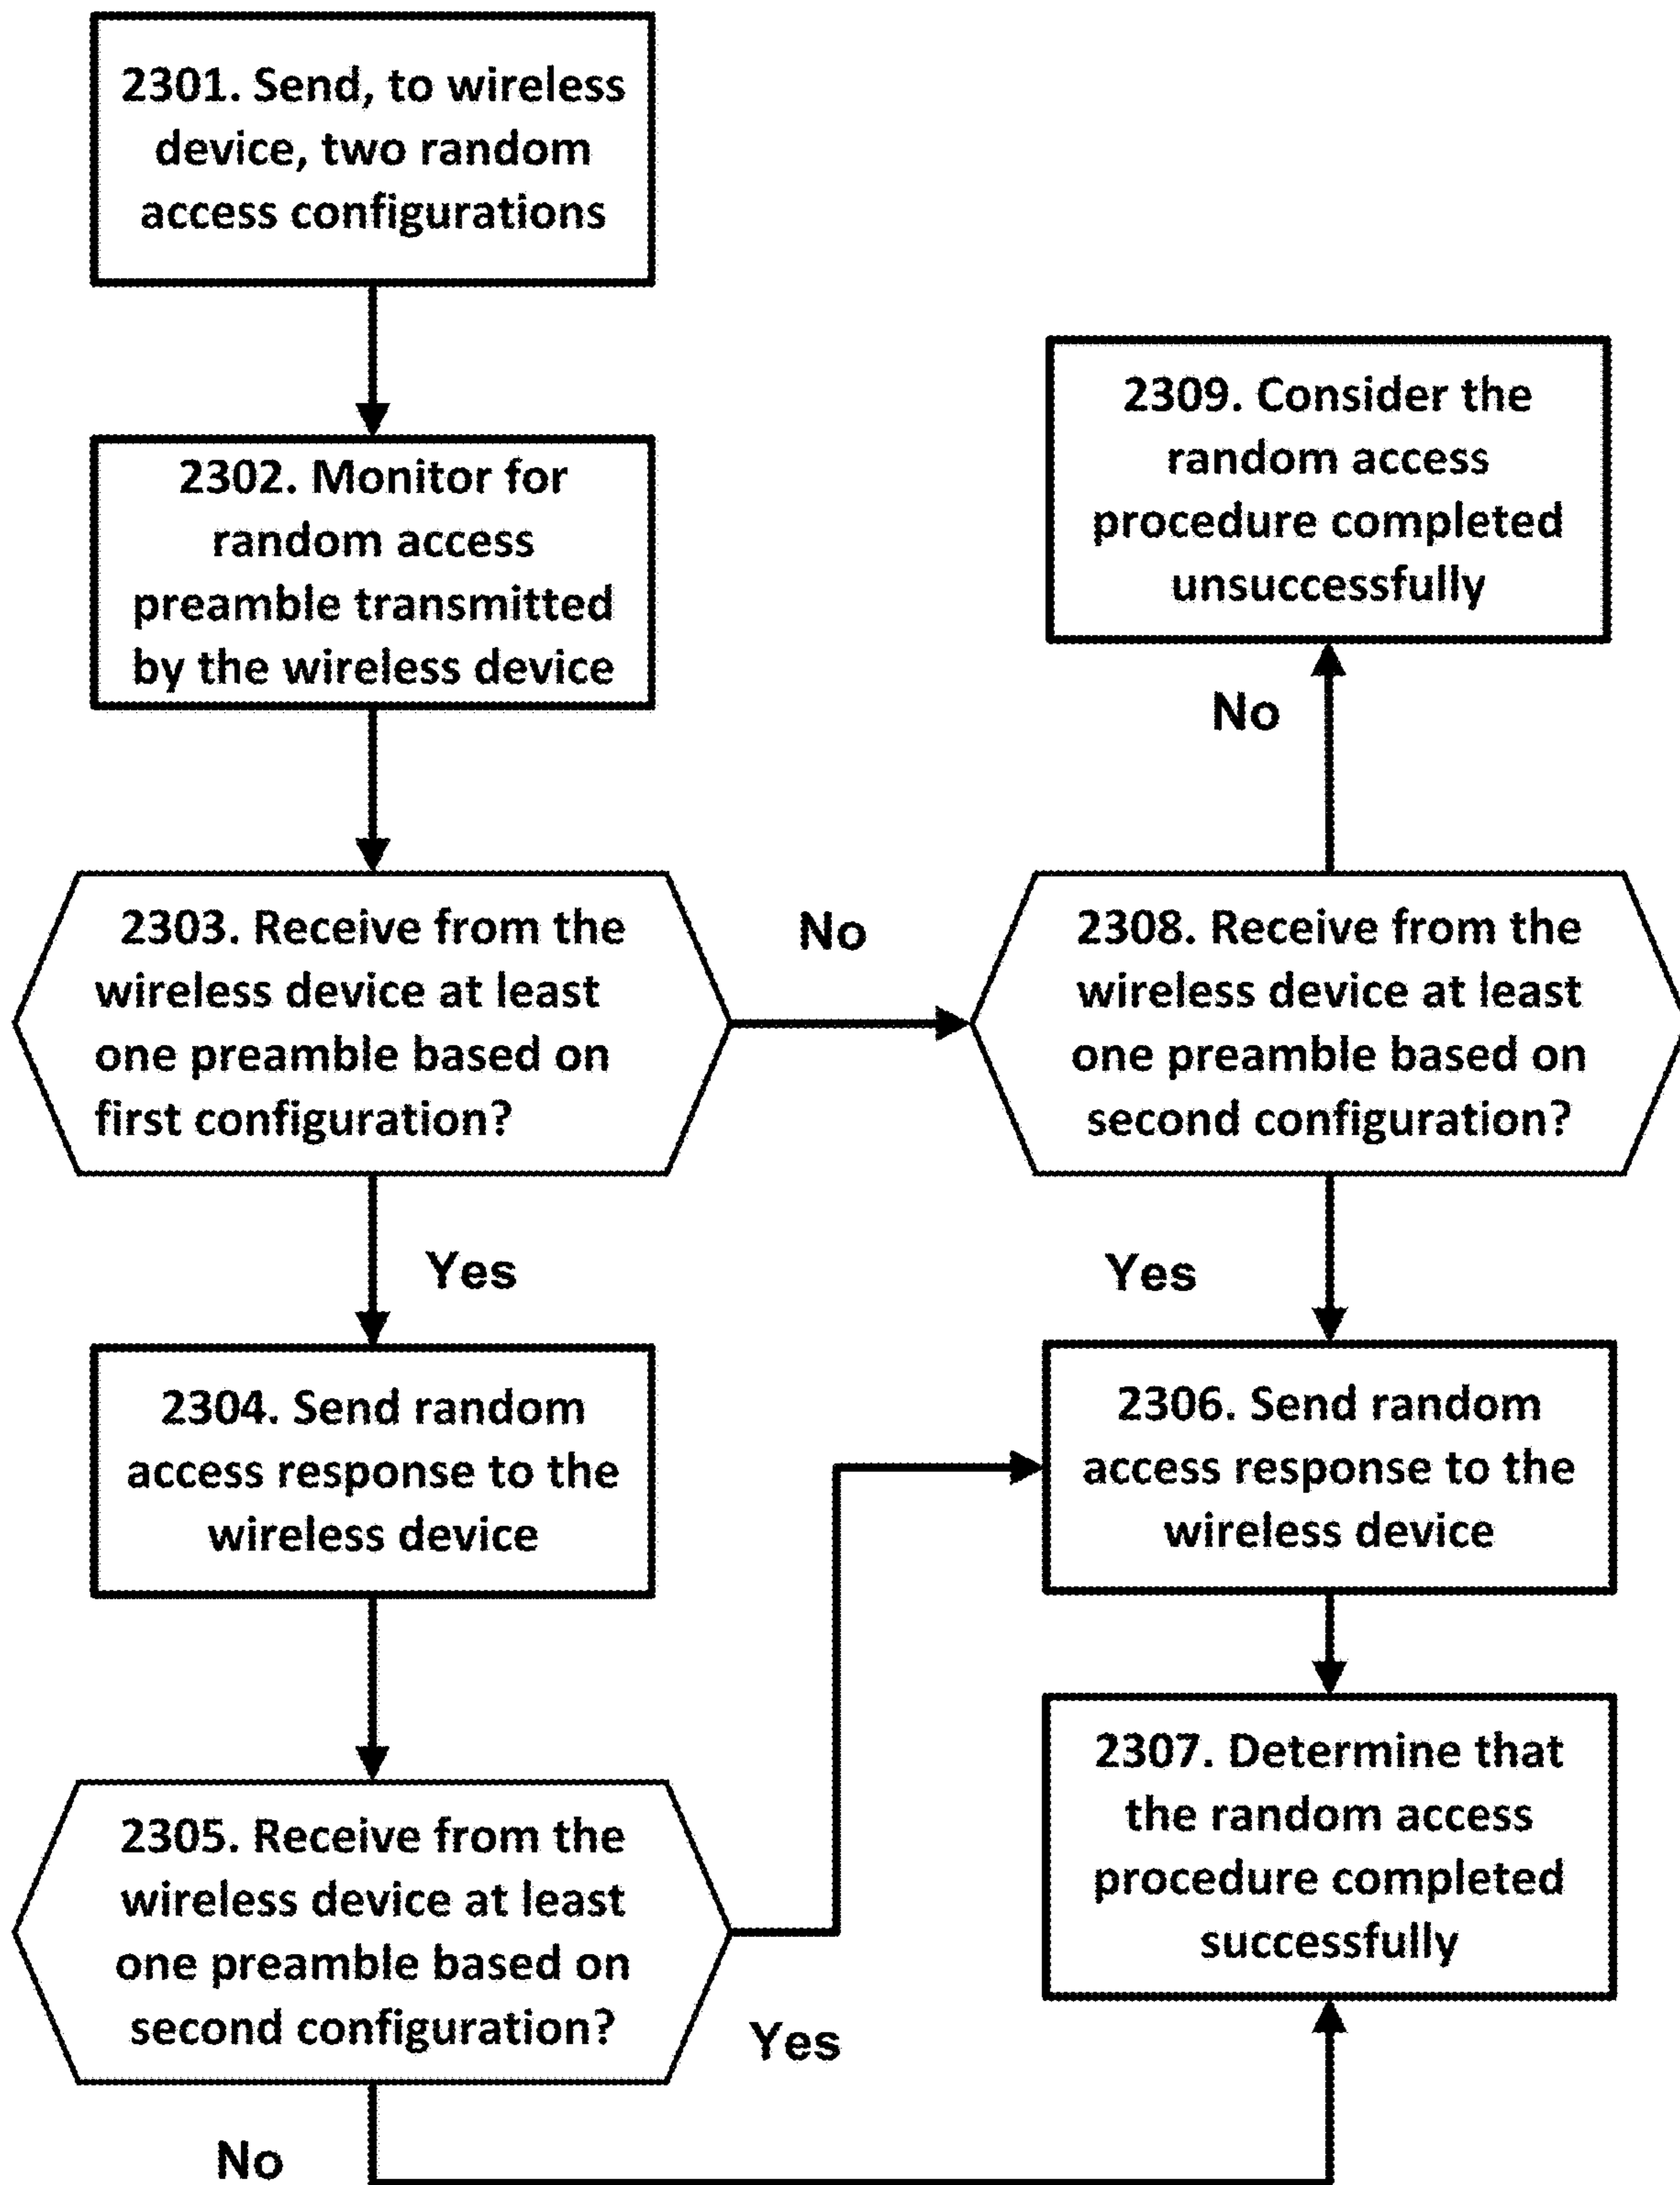 2301. Send, to wireless
device, two random
access configurations
2302. Monitor for
random access
preamble transmitted
by the wireless device
2303. Receive from the
wireless device at least
one preamble based on
first configuration?
No
Yes
2304. Send random
access response to the
wireless device
2305. Receive from the
wireless device at least
one preamble based on
second configuration?
Yes
No
2309. Consider the
random access
procedure completed
unsuccessfully
No
2308. Receive from the
wireless device at least
one preamble based on
second configuration?
Yes
2306. Send random
access response to the
wireless device
2307. Determine that
the random access
procedure completed
successfully